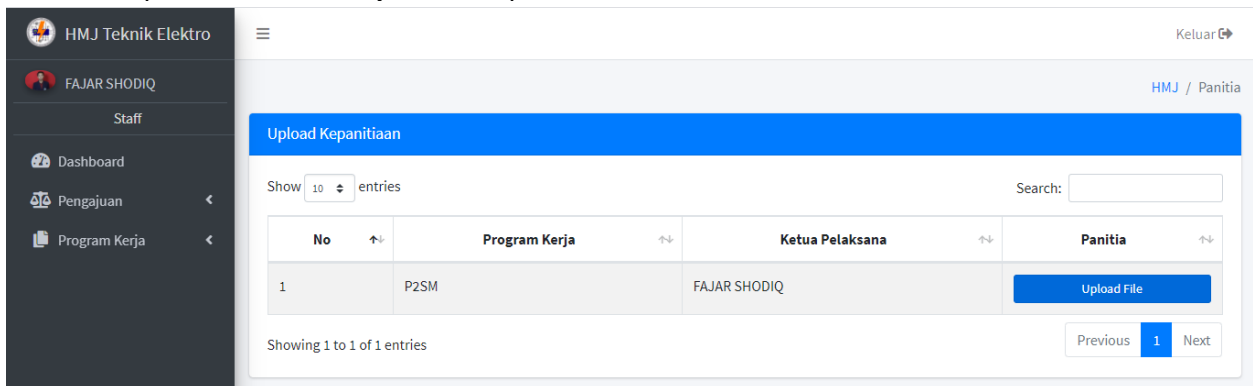 HMJ Teknik Elektro
Keluar
FAJAR SHODIQ
HMJ / Panitia
Staff
Upload Kepanitiaan
Dashboard
Show 10 entries
Search:
Pengajuan
No Program Kerja Ketua Pelaksana Panitia
Program Kerja
1 P2SM FAJAR SHODIQ Upload File
Showing 1 to 1 of 1 entries
Previous 1 Next